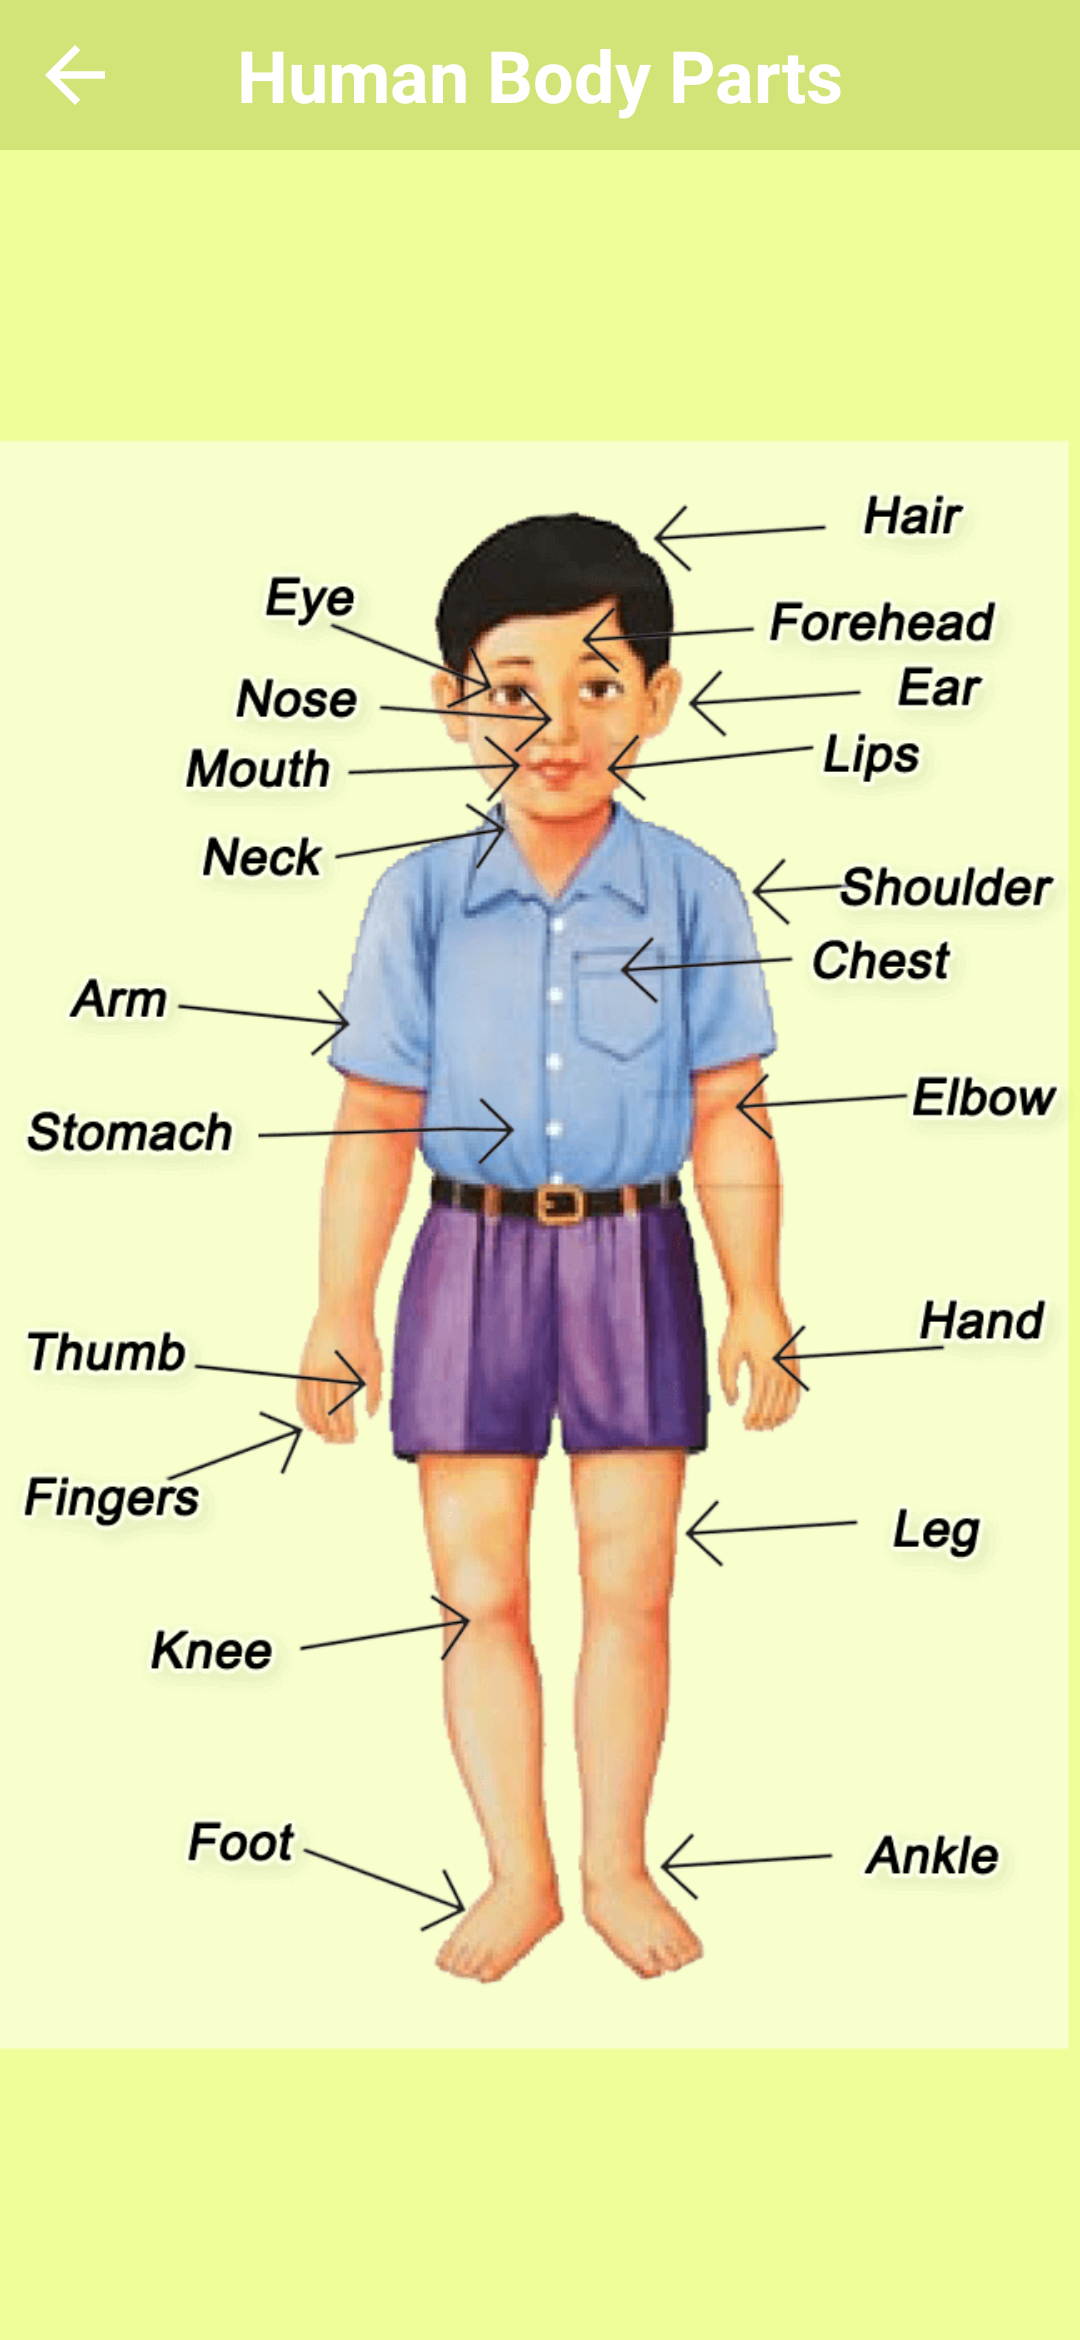 Human Body Parts
Hair
Eye
Forehead
Nose
Ear
Mouth
Lips
Neck
Shoulder
Chest
Arm
Elbow
Stomach
Hand
Thumb
Fingers
Leg
Knee
Foot
Ankle